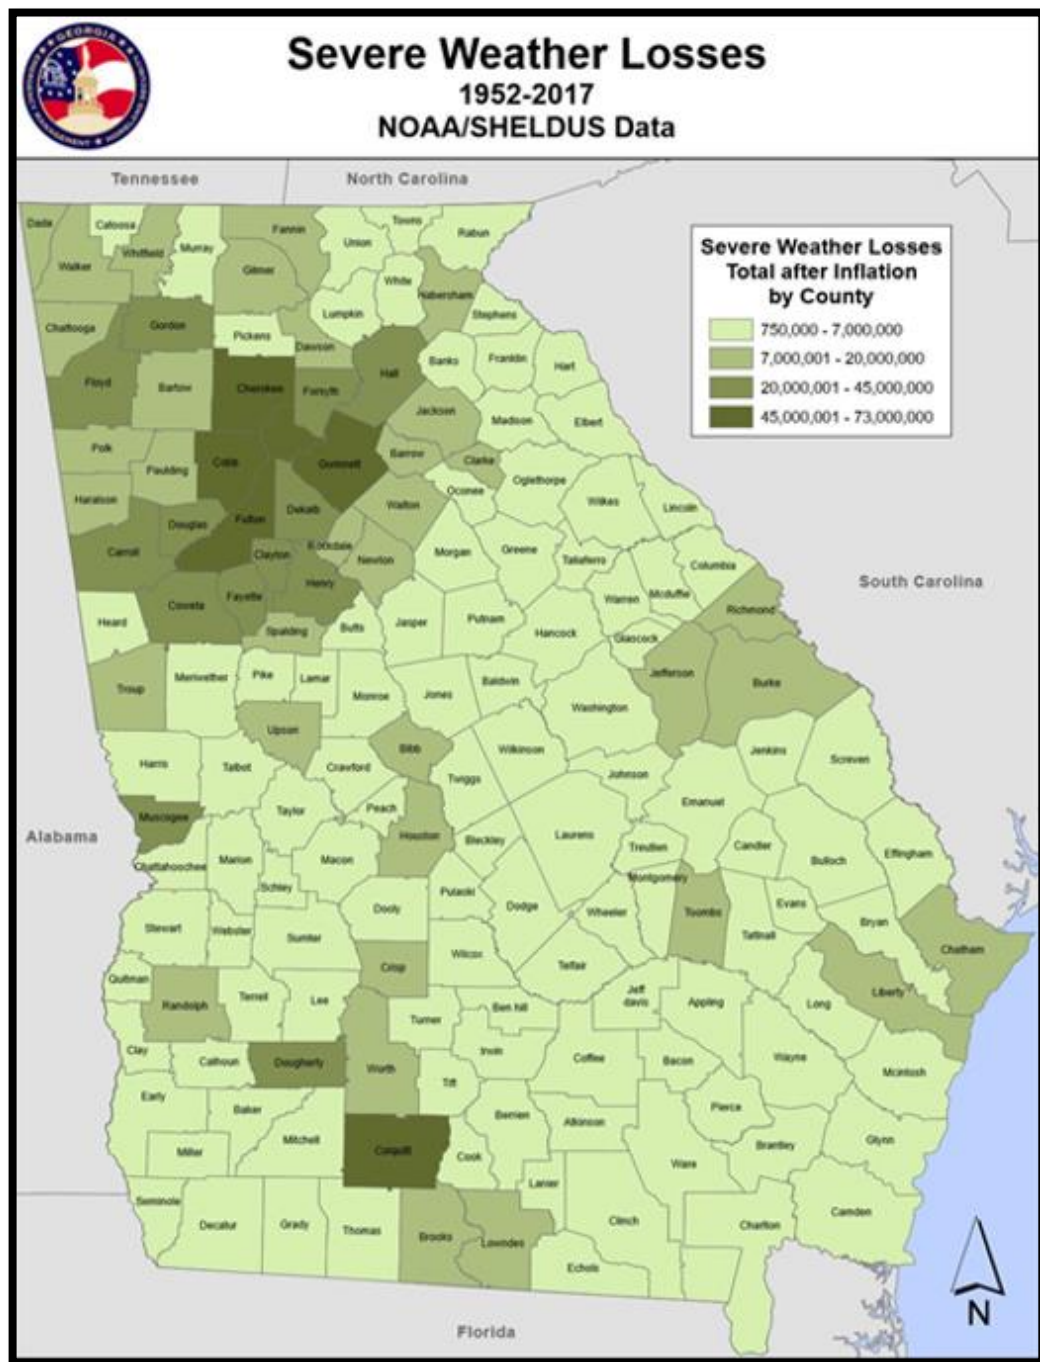 Severe Weather Losses
1952-2017
NOAA/SHELDUS Data
GEORGIA
Tennessee
North Carolina
Severe Weather Losses
Total after Inflation
by County
750,000 - 7,000,000
7,000,001 - 20,000,000
20,000,001 - 45,000,000
45,000,001 - 73,000,000
Dade
Catoosa
Whitfield
Murray
Fannin
Union
Towns
Rabun
Walker
Gilmer
White
Habersham
Lumpkin
Stephens
Chattooga
Gordon
Pickens
Dawson
Banks
Franklin
Hart
Floyd
Bartow
Cherokee
Forsyth
Hall
Jackson
Madison
Elbert
Polk
Paulding
Cobb
Gwinnett
Barrow
Clarke
Oconee
Oglethorpe
Wilkes
Lincoln
Haralson
Douglas
Fulton
Dekalb
Walton
Carroll
Clayton
Rockdale
Newton
Morgan
Greene
Taliaferro
Columbia
Heard
Coweta
Fayette
Henry
Spalding
Butts
Jasper
Putnam
Hancock
Warren
Mcduffie
Glascock
Richmond
South Carolina
Troup
Meriwether
Pike
Lamar
Monroe
Jones
Baldwin
Washington
Jefferson
Burke
Upson
Bibb
Wilkinson
Jenkins
Screven
Harris
Talbot
Crawford
Twiggs
Johnson
Emanuel
Muscogee
Taylor
Peach
Houston
Bleckley
Laurens
Treutlen
Candler
Bulloch
Effingham
Alabama
Chattahoochee
Marion
Schley
Macon
Dooly
Pulaski
Dodge
Wheeler
Montgomery
Toombs
Tattnall
Evans
Bryan
Chatham
Stewart
Webster
Sumter
Crisp
Wilcox
Telfair
Jeff
davis
Appling
Long
Liberty
Quitman
Randolph
Terrell
Lee
Turner
Ben hill
Clay
Calhoun
Dougherty
Worth
Tift
Irwin
Coffee
Bacon
Wayne
Mcintosh
Early
Baker
Mitchell
Miller
Colquitt
Cook
Berrien
Atkinson
Pierce
Brantley
Glynn
Ware
Lanier
Seminole
Decatur
Grady
Thomas
Brooks
Lowndes
Clinch
Echols
Charlton
Camden
Florida
N